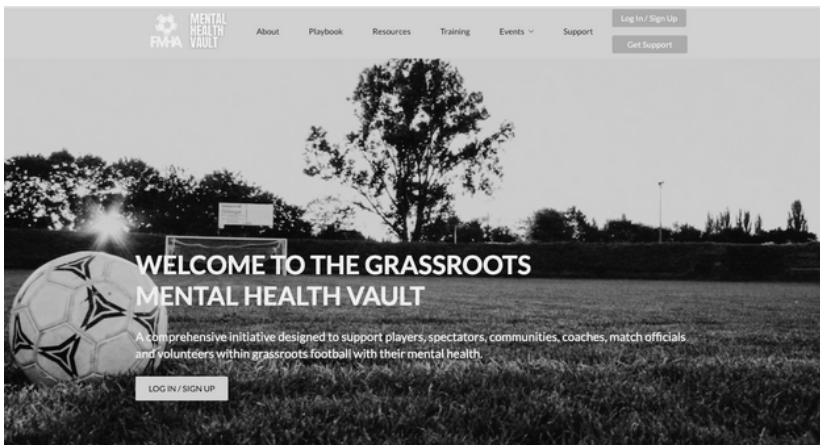 FMHA
MENTAL
HEALTH
VAULT
About
Playbook
Resources
Training
Events
Support
Log In / Sign Up
Get Support
WELCOME TO THE GRASSROOTS
MENTAL HEALTH VAULT
A comprehensive initiative designed to support players, spectators, communities, coaches, match officials
and volunteers within grassroots football with their mental health.
LOG IN / SIGN UP